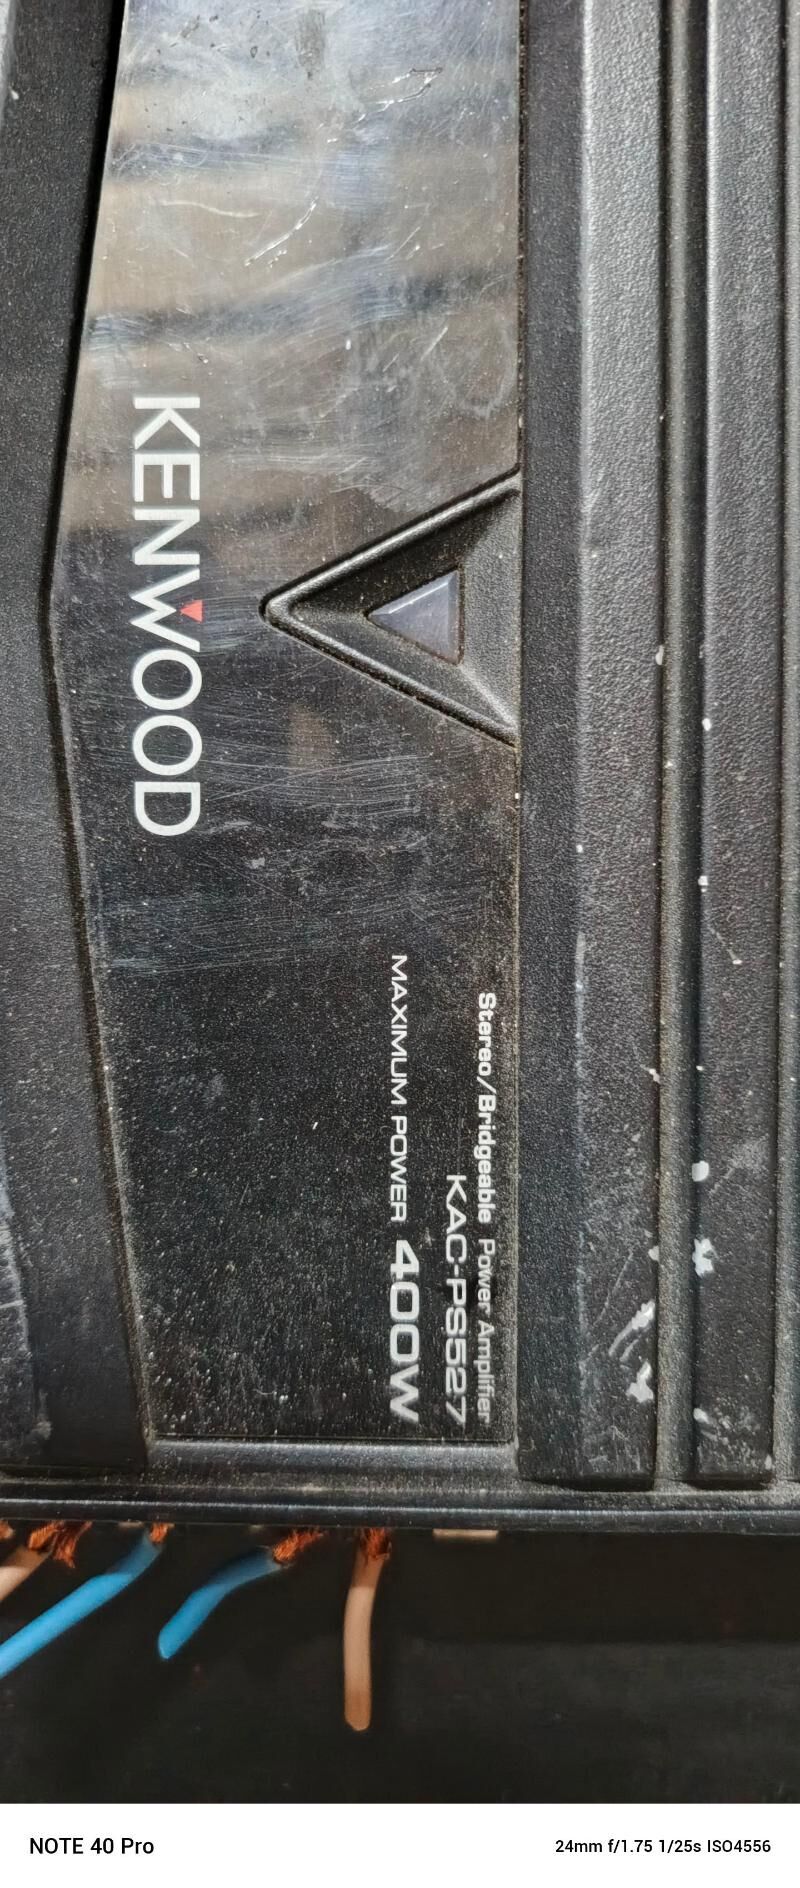 KENWOOD
Stereo/Bridgeable Power Amplifier
KAC-PS527
MAXIMUM POWER 400W
NOTE 40 Pro
24mm f/1.75 1/25s ISO4556